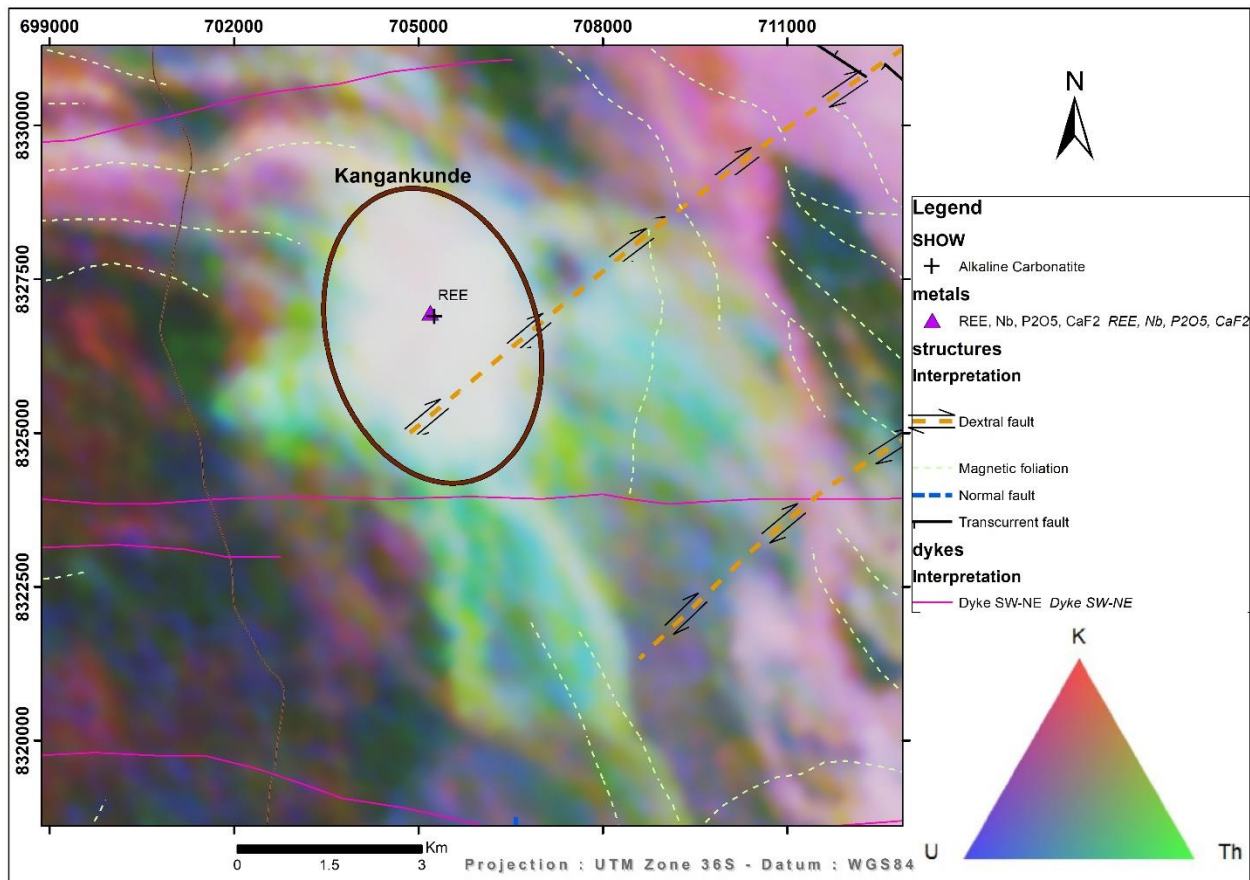 699000 702000 705000 708000 711000
8330000
8327500
8325000
8322500
8320000
Kangankunde
REE
N
Legend
SHOW
Alkaline Carbonatite
metals
REE, Nb, P2O5, CaF2 REE, Nb, P2O5, CaF2
structures
Interpretation
Dextral fault
Magnetic foliation
Normal fault
Transcurrent fault
dykes
Interpretation
Dyke SW-NE Dyke SW-NE
K
U Th
Km
0 1.5 3
Projection : UTM Zone 36S - Datum : WGS84